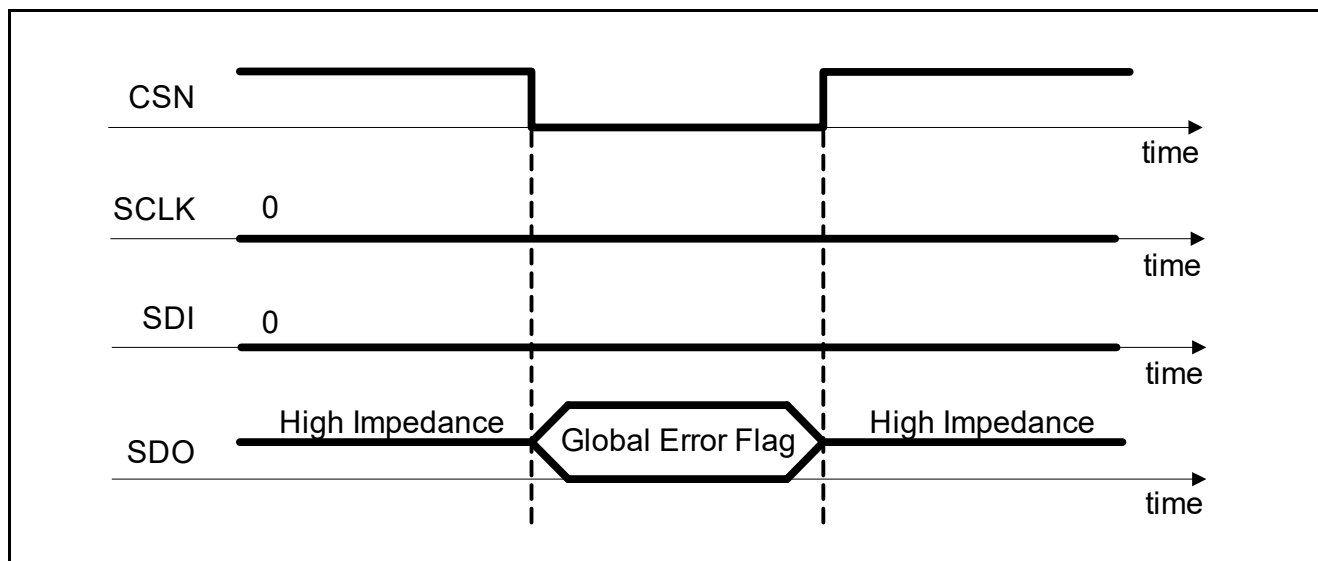 CSN
time
SCLK 0
time
SDI 0
time
High Impedance Global Error Flag High Impedance
SDO
time